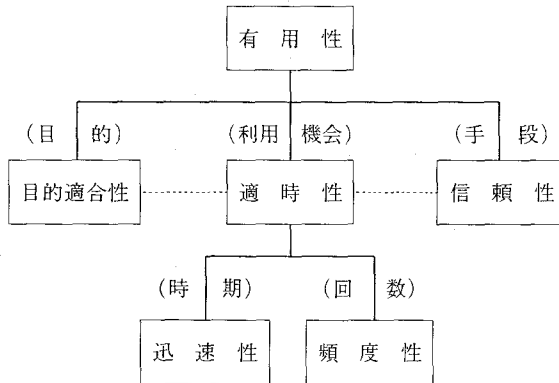 有用性
(目的) (利用機会) (手段)
目的適合性 適時性 信頼性
(時期) (回数)
迅速性 頻度性